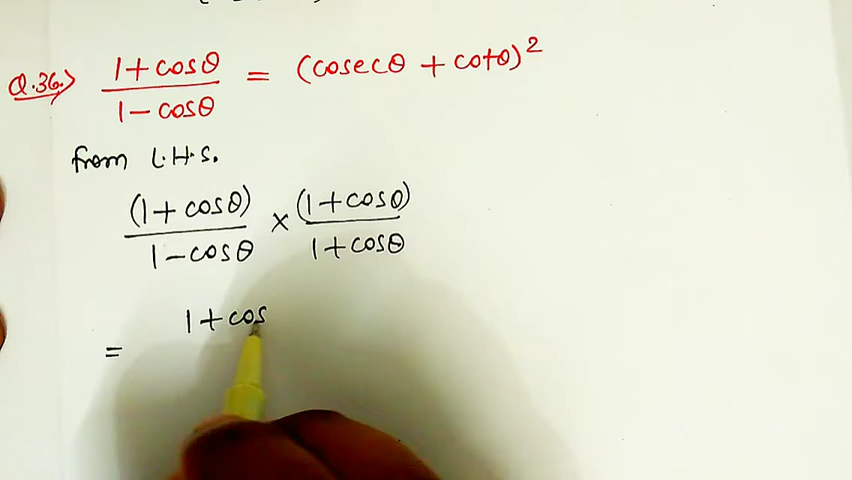 Q.36.) 1+cosθ / 1-cosθ = (cosecθ + cotθ)²
from L.H.S.
(1+cosθ) / 1-cosθ × (1+cosθ) / 1+cosθ
= 1+cos